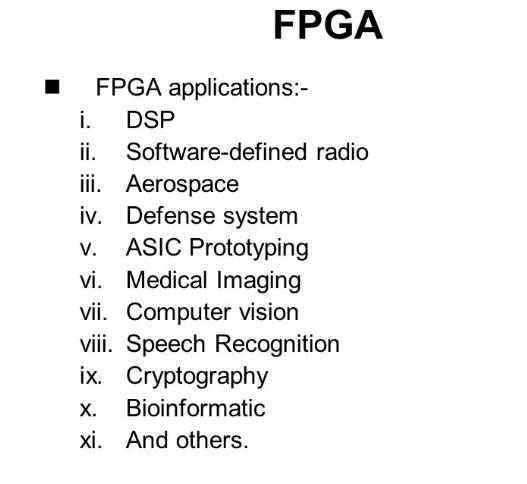 FPGA
■ FPGA applications:-
i. DSP
ii. Software-defined radio
iii. Aerospace
iv. Defense system
v. ASIC Prototyping
vi. Medical Imaging
vii. Computer vision
viii. Speech Recognition
ix. Cryptography
x. Bioinformatic
xi. And others.